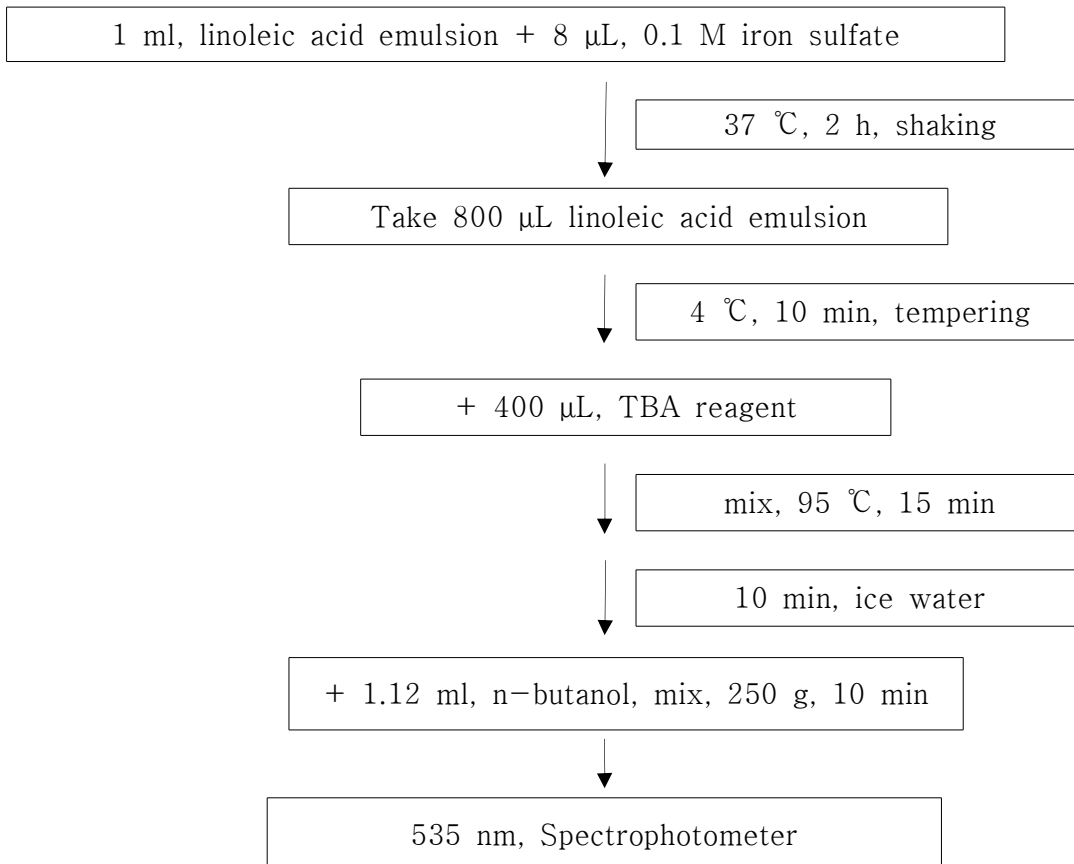 1 ml, linoleic acid emulsion + 8 μL, 0.1 M iron sulfate
37 ℃, 2 h, shaking
Take 800 μL linoleic acid emulsion
4 ℃, 10 min, tempering
+ 400 μL, TBA reagent
mix, 95 ℃, 15 min
10 min, ice water
+ 1.12 ml, n-butanol, mix, 250 g, 10 min
535 nm, Spectrophotometer